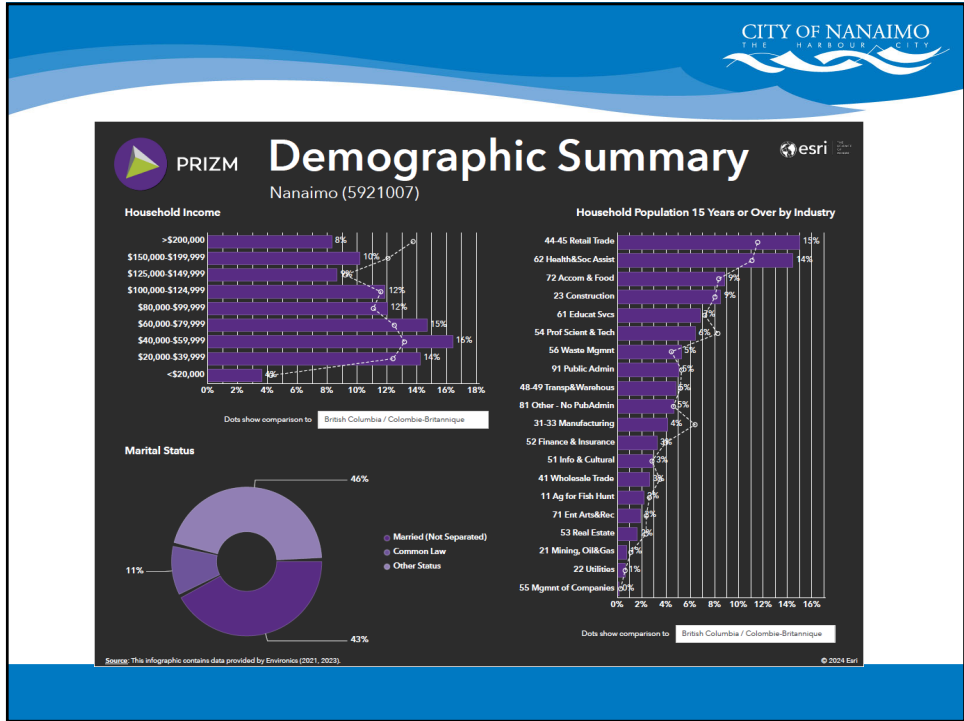 CITY OF NANAIMO
THE HARBOUR CITY
PRIZM
Demographic Summary
esri
Nanaimo (5921007)
Household Income
>$200,000 8%
$150,000-$199,999 10%
$125,000-$149,999 9%
$100,000-$124,999 12%
$80,000-$99,999 12%
$60,000-$79,999 15%
$40,000-$59,999 16%
$20,000-$39,999 14%
<$20,000 4%
0% 2% 4% 6% 8% 10% 12% 14% 16% 18%
Dots show comparison to British Columbia / Colombie-Britannique
Marital Status
46%
11%
43%
Married (Not Separated)
Common Law
Other Status
Household Population 15 Years or Over by Industry
44-45 Retail Trade 15%
62 Health&Soc Assist 14%
72 Accom & Food 9%
23 Construction 9%
61 Educat Svcs 7%
54 Prof Scient & Tech 6%
56 Waste Mgmnt 5%
91 Public Admin 5%
48-49 Transp&Warehous 5%
81 Other - No PubAdmin 5%
31-33 Manufacturing 4%
52 Finance & Insurance 3%
51 Info & Cultural 3%
41 Wholesale Trade 3%
11 Ag for Fish Hunt 2%
71 Ent Arts&Rec 2%
53 Real Estate 2%
21 Mining, Oil&Gas 1%
22 Utilities 1%
55 Mgmnt of Companies 0%
0% 2% 4% 6% 8% 10% 12% 14% 16%
Dots show comparison to British Columbia / Colombie-Britannique
Source: This infographic contains data provided by Environics (2021, 2023).
© 2024 Esri